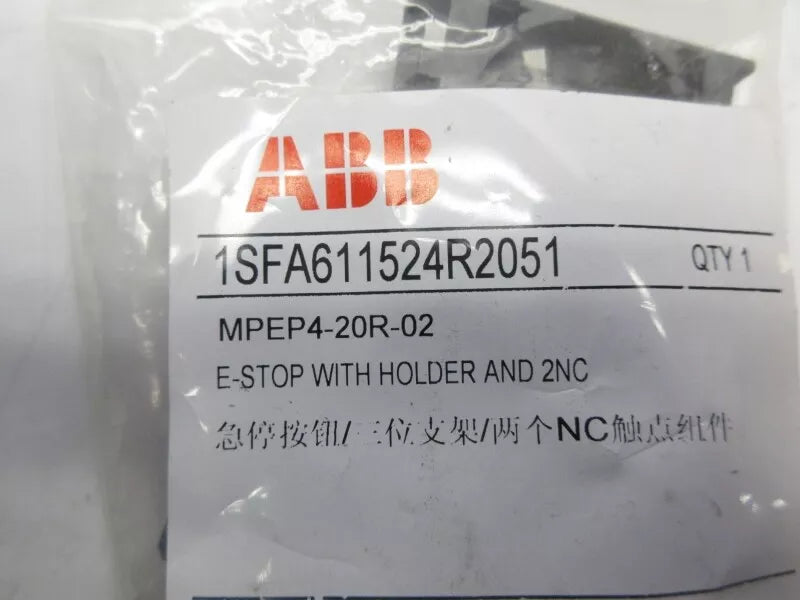 ABB
1SFA611524R2051 QTY 1
MPEP4-20R-02
E-STOP WITH HOLDER AND 2NC
急停按钮/三位支架/两个NC触点组件